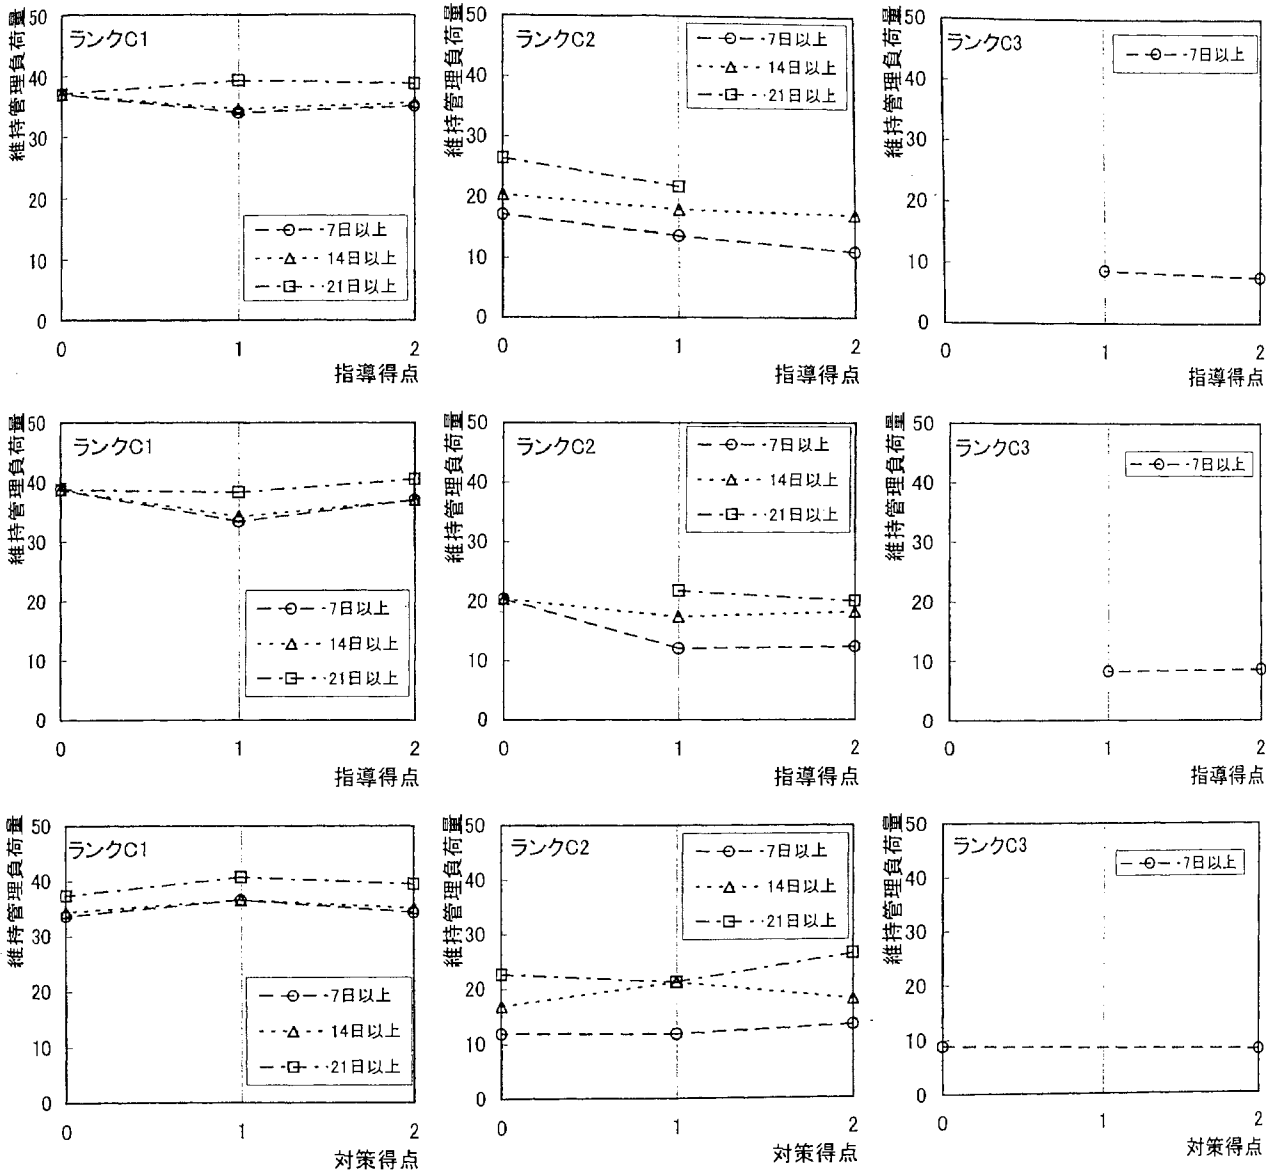 維持管理負荷量
50
40
30
20
10
0
ランクC1
7日以上
14日以上
21日以上
0 1 2
指導得点
維持管理負荷量
50
40
30
20
10
0
ランクC2
7日以上
14日以上
21日以上
0 1 2
指導得点
維持管理負荷量
50
40
30
20
10
0
ランクC3
7日以上
0 1 2
指導得点
維持管理負荷量
50
40
30
20
10
0
ランクC1
7日以上
14日以上
21日以上
0 1 2
指導得点
維持管理負荷量
50
40
30
20
10
0
ランクC2
7日以上
14日以上
21日以上
0 1 2
指導得点
維持管理負荷量
50
40
30
20
10
0
ランクC3
7日以上
0 1 2
指導得点
維持管理負荷量
50
40
30
20
10
0
ランクC1
7日以上
14日以上
21日以上
0 1 2
対策得点
維持管理負荷量
50
40
30
20
10
0
ランクC2
7日以上
14日以上
21日以上
0 1 2
対策得点
維持管理負荷量
50
40
30
20
10
0
ランクC3
7日以上
0 1 2
対策得点